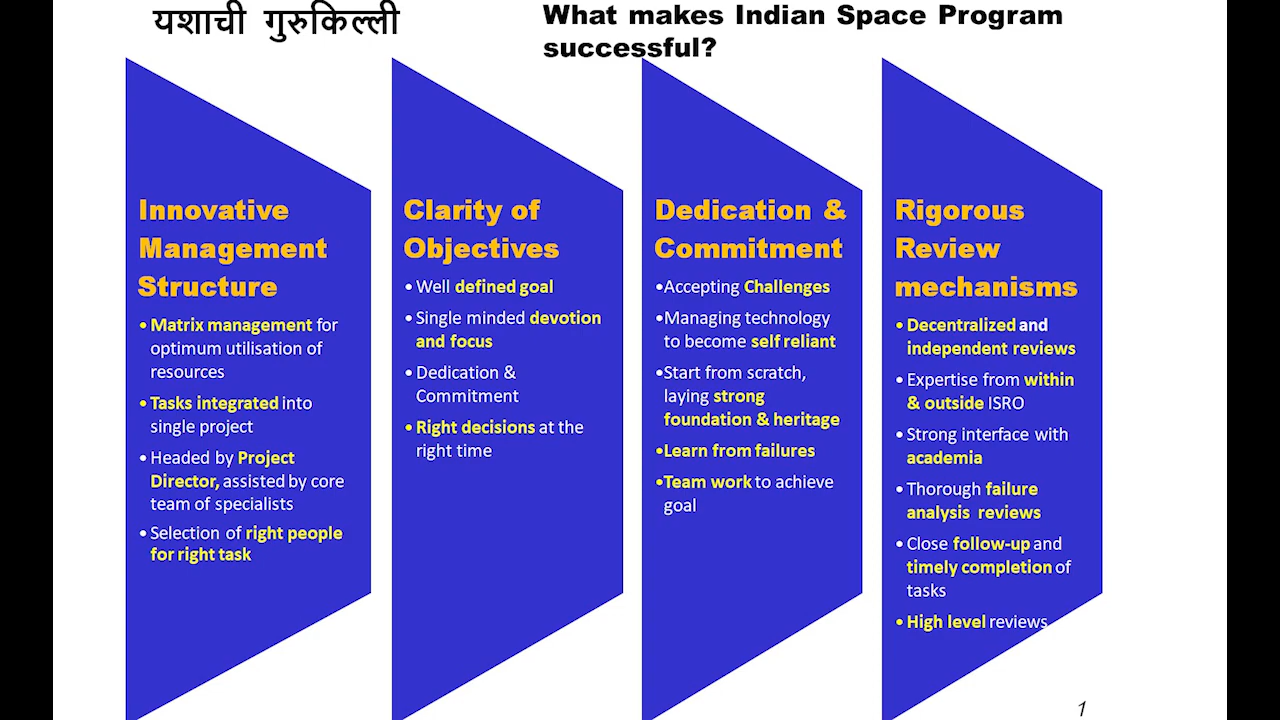 यशाची गुरुकिल्ली
What makes Indian Space Program
successful?
Innovative
Management
Structure
• Matrix management for
optimum utilisation of
resources
• Tasks integrated into
single project
• Headed by Project
Director, assisted by core
team of specialists
• Selection of right people
for right task
Clarity of
Objectives
• Well defined goal
• Single minded devotion
and focus
• Dedication &
Commitment
• Right decisions at the
right time
Dedication &
Commitment
•Accepting Challenges
•Managing technology
to become self reliant
•Start from scratch,
laying strong
foundation & heritage
•Learn from failures
•Team work to achieve
goal
Rigorous
Review
mechanisms
• Decentralized and
independent reviews
• Expertise from within
& outside ISRO
• Strong interface with
academia
• Thorough failure
analysis reviews
• Close follow-up and
timely completion of
tasks
• High level reviews
1